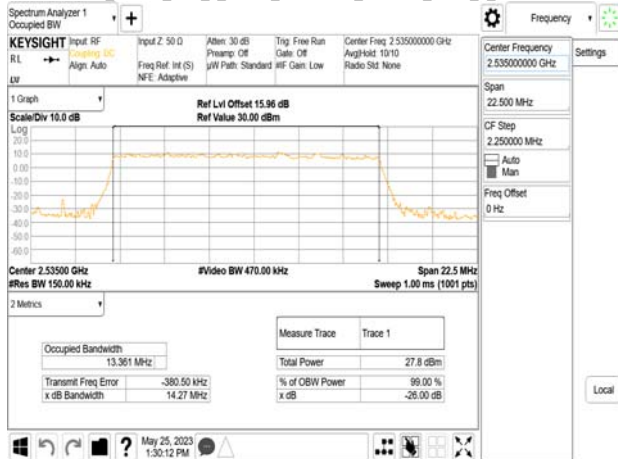 Spectrum Analyzer 1
Occupied BW
Frequency
KEYSIGHT
RL
LXI
Input: RF
Coupling: DC
Align: Auto
Input Z: 50 Ω
Freq Ref: Int (S)
NFE: Adaptive
Atten: 30 dB
Preamp: Off
µW Path: Standard
Trig: Free Run
Gate: Off
#IF Gain: Low
Center Freq: 2.535000000 GHz
Avg|Hold: 10/10
Radio Std: None
Center Frequency
2.535000000 GHz
Settings
Span
22.500 MHz
CF Step
2.250000 MHz
Auto
Man
Freq Offset
0 Hz
Local
1 Graph
Scale/Div 10.0 dB
Ref Lvl Offset 15.96 dB
Ref Value 30.00 dBm
Log
20.0
10.0
0.00
-10.0
-20.0
-30.0
-40.0
-50.0
-60.0
Center 2.53500 GHz
#Res BW 150.00 kHz
#Video BW 470.00 kHz
Span 22.5 MHz
Sweep 1.00 ms (1001 pts)
2 Metrics
Measure Trace Trace 1
Occupied Bandwidth
13.361 MHz
Total Power 27.8 dBm
Transmit Freq Error -380.50 kHz
% of OBW Power 99.00 %
x dB Bandwidth 14.27 MHz
x dB -26.00 dB
May 25, 2023
1:30:12 PM